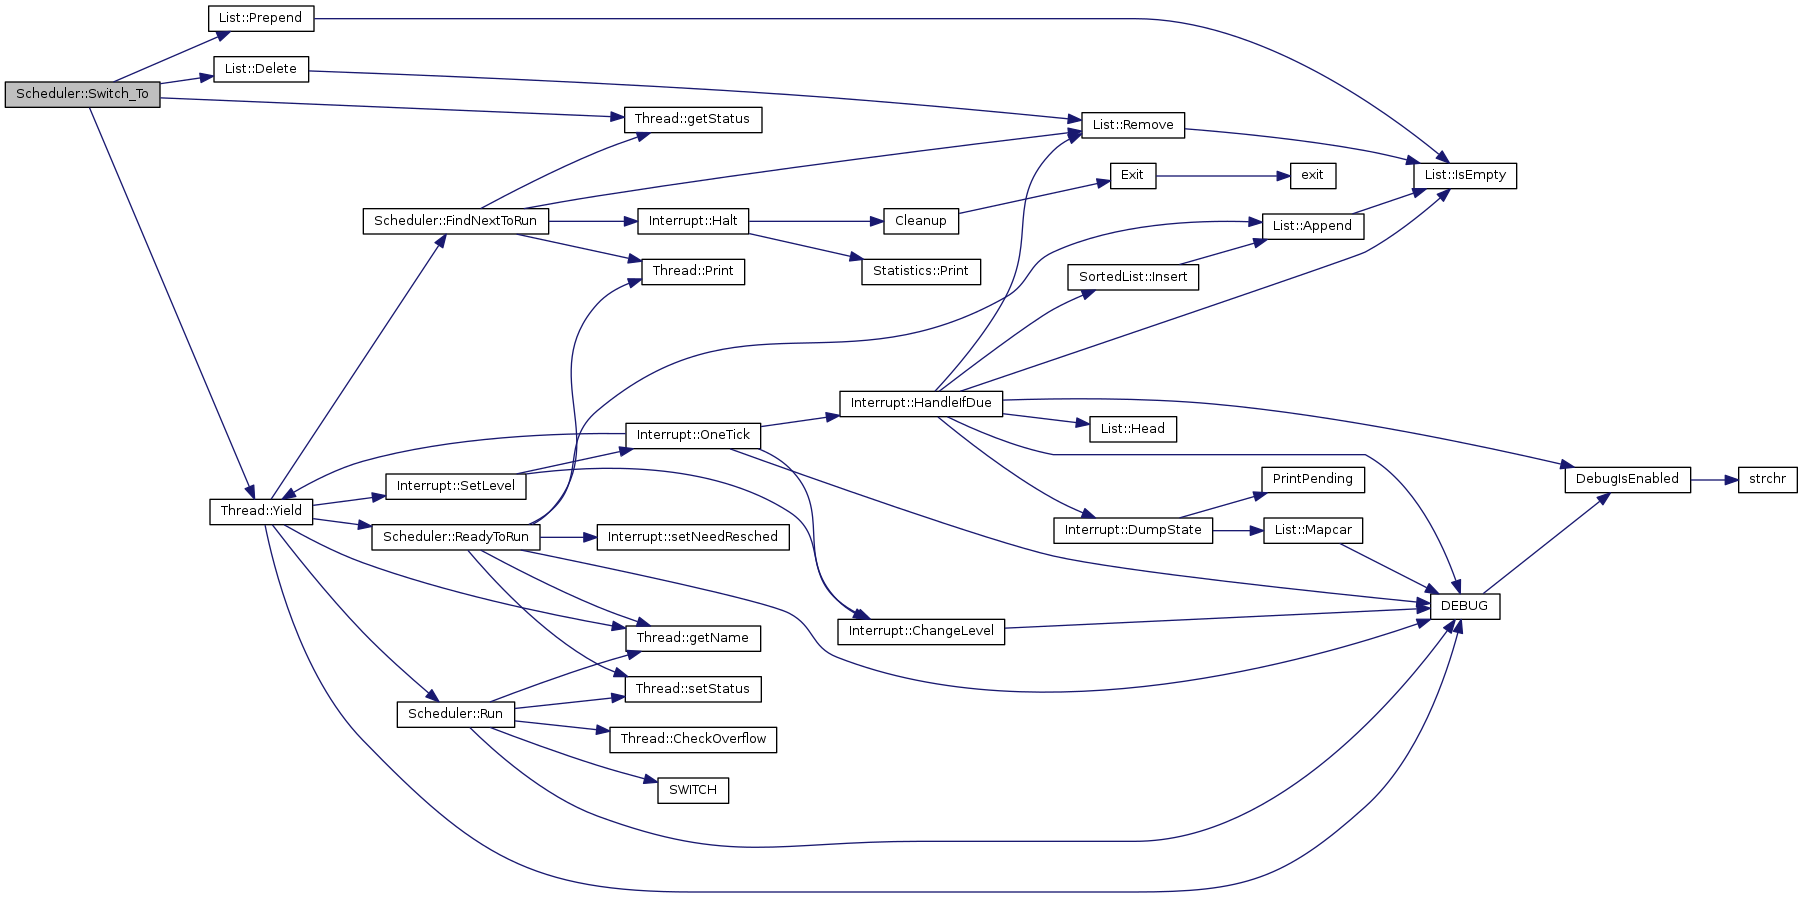 List::Prepend
List::Delete
Scheduler::Switch_To
Thread::getStatus
List::Remove
Exit
exit
List::IsEmpty
Scheduler::FindNextToRun
Interrupt::Halt
Cleanup
List::Append
Thread::Print
Statistics::Print
SortedList::Insert
Interrupt::HandleIfDue
List::Head
Interrupt::OneTick
Interrupt::SetLevel
PrintPending
DebugIsEnabled
strchr
Thread::Yield
Scheduler::ReadyToRun
Interrupt::setNeedResched
Interrupt::DumpState
List::Mapcar
DEBUG
Thread::getName
Interrupt::ChangeLevel
Thread::setStatus
Scheduler::Run
Thread::CheckOverflow
SWITCH